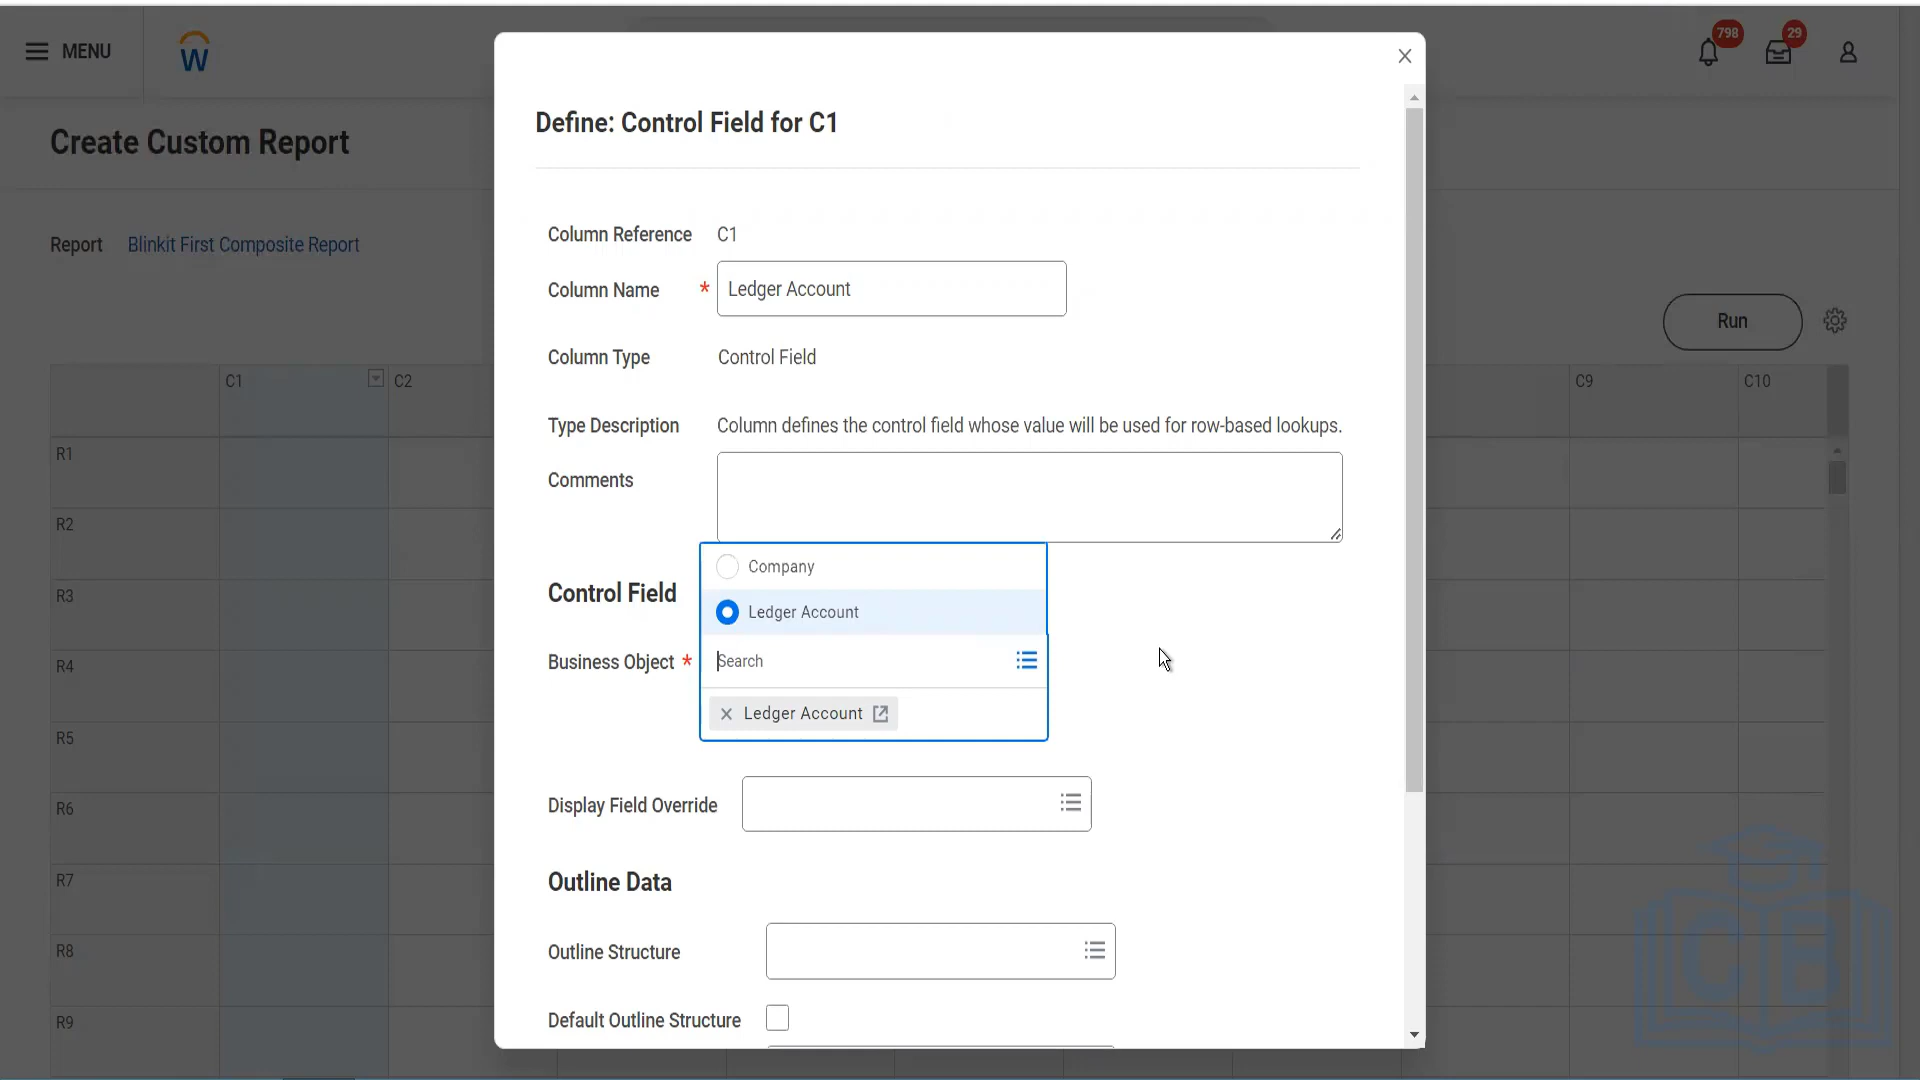 MENU
W
798
29
Create Custom Report
Report Blinkit First Composite Report
Run
C1 C2 C9 C10
R1
R2
R3
R4
R5
R6
R7
R8
R9
Define: Control Field for C1
Column Reference C1
Column Name * Ledger Account
Column Type Control Field
Type Description Column defines the control field whose value will be used for row-based lookups.
Comments
Control Field
Company
Ledger Account
Business Object * Search
Ledger Account
Display Field Override
Outline Data
Outline Structure
Default Outline Structure
CB